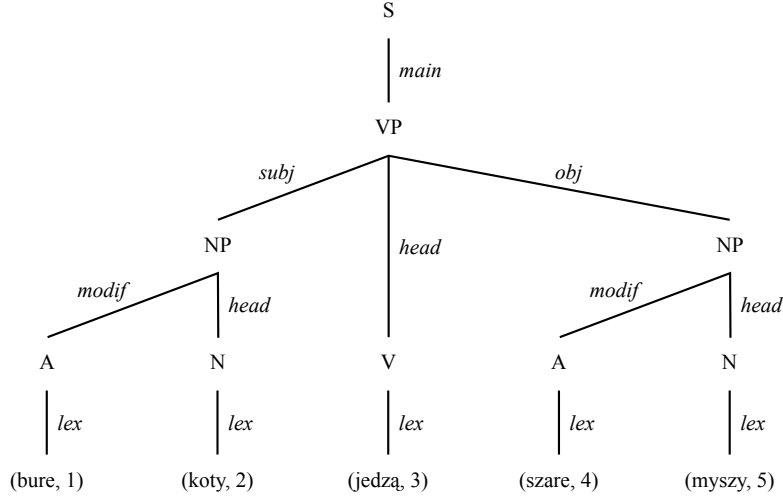 S
main
VP
subj obj
NP head NP
modif head modif head
A N V A N
lex lex lex lex lex
(bure, 1) (koty, 2) (jedzą, 3) (szare, 4) (myszy, 5)